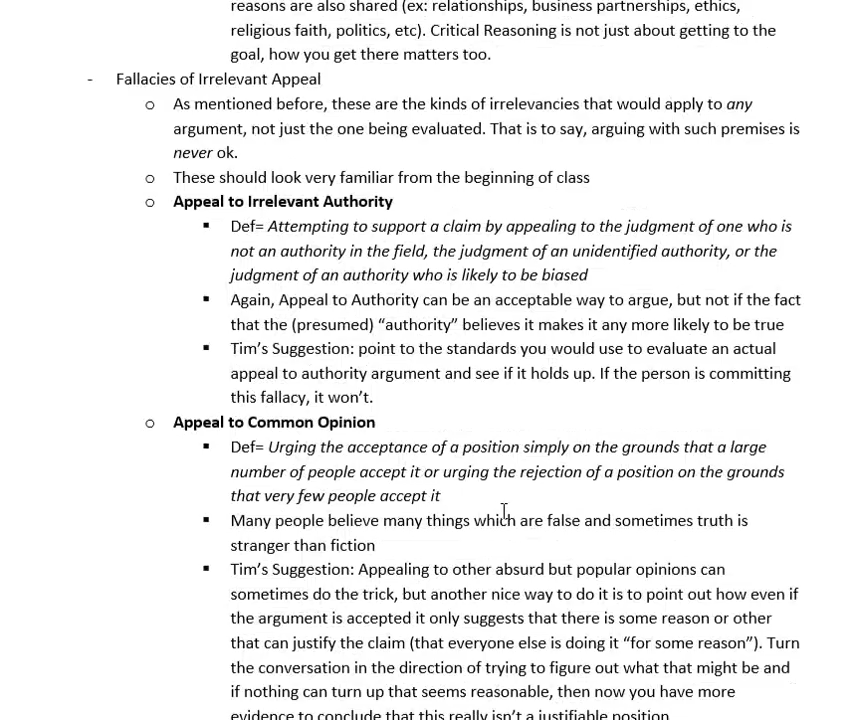 reasons are also shared (ex: relationships, business partnerships, ethics,
religious faith, politics, etc). Critical Reasoning is not just about getting to the
goal, how you get there matters too.
- Fallacies of Irrelevant Appeal
o As mentioned before, these are the kinds of irrelevancies that would apply to any
argument, not just the one being evaluated. That is to say, arguing with such premises is
never ok.
o These should look very familiar from the beginning of class
o Appeal to Irrelevant Authority
▪ Def= Attempting to support a claim by appealing to the judgment of one who is
not an authority in the field, the judgment of an unidentified authority, or the
judgment of an authority who is likely to be biased
▪ Again, Appeal to Authority can be an acceptable way to argue, but not if the fact
that the (presumed) “authority” believes it makes it any more likely to be true
▪ Tim’s Suggestion: point to the standards you would use to evaluate an actual
appeal to authority argument and see if it holds up. If the person is committing
this fallacy, it won’t.
o Appeal to Common Opinion
▪ Def= Urging the acceptance of a position simply on the grounds that a large
number of people accept it or urging the rejection of a position on the grounds
that very few people accept it
▪ Many people believe many things which are false and sometimes truth is
stranger than fiction
▪ Tim’s Suggestion: Appealing to other absurd but popular opinions can
sometimes do the trick, but another nice way to do it is to point out how even if
the argument is accepted it only suggests that there is some reason or other
that can justify the claim (that everyone else is doing it “for some reason”). Turn
the conversation in the direction of trying to figure out what that might be and
if nothing can turn up that seems reasonable, then now you have more
evidence to conclude that this really isn’t a justifiable position